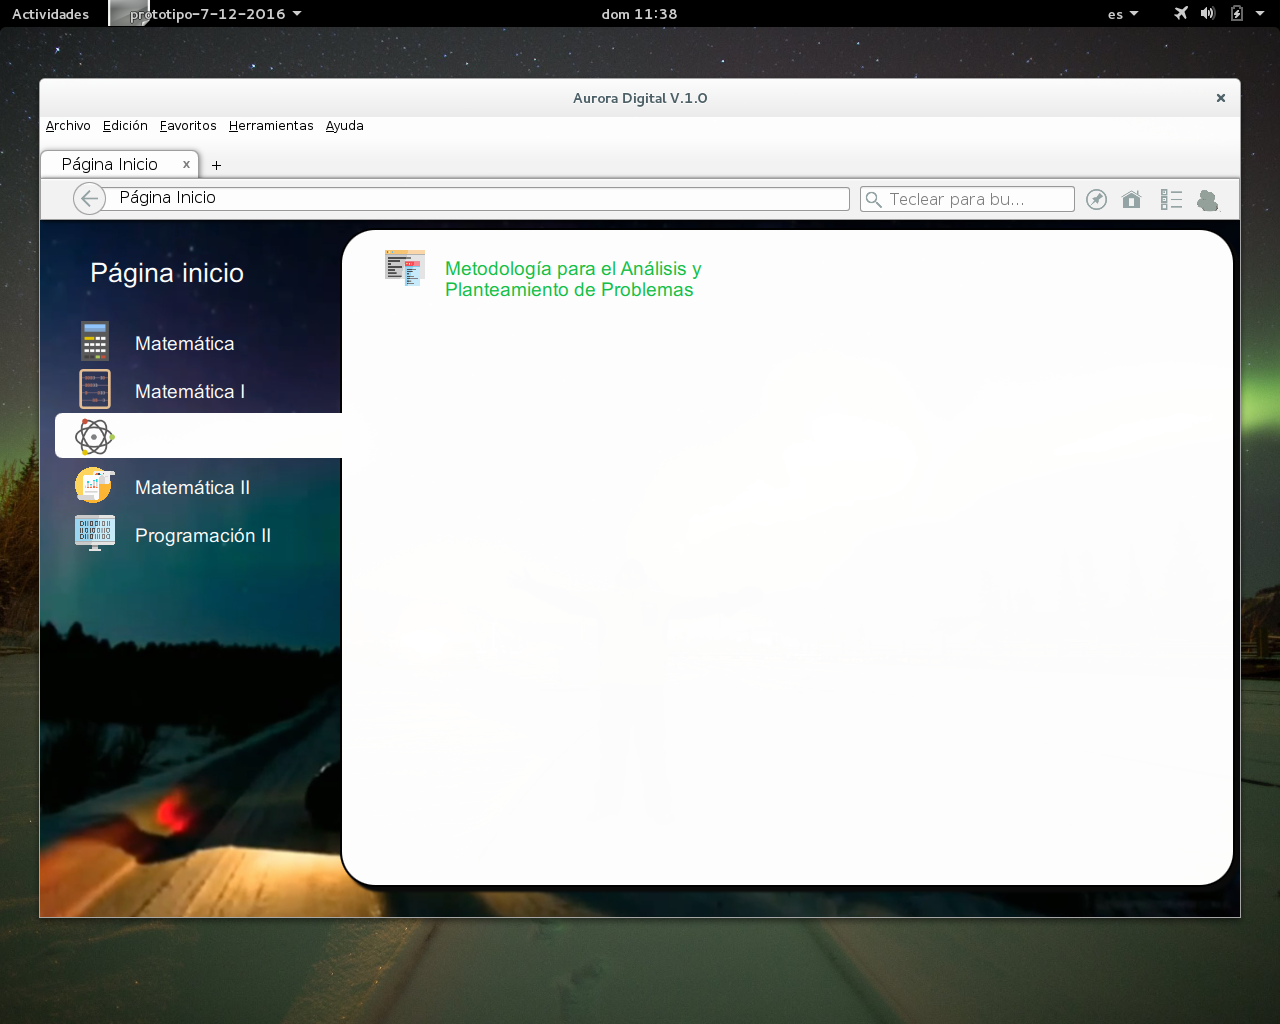 Actividades
prototipo-7-12-2016
dom 11:38
es
Aurora Digital V.1.0
Archivo Edición Favoritos Herramientas Ayuda
Página Inicio x +
Página Inicio
Teclear para bu...
Página inicio
Matemática
Matemática I
Matemática II
Programación II
Metodología para el Análisis y
Planteamiento de Problemas